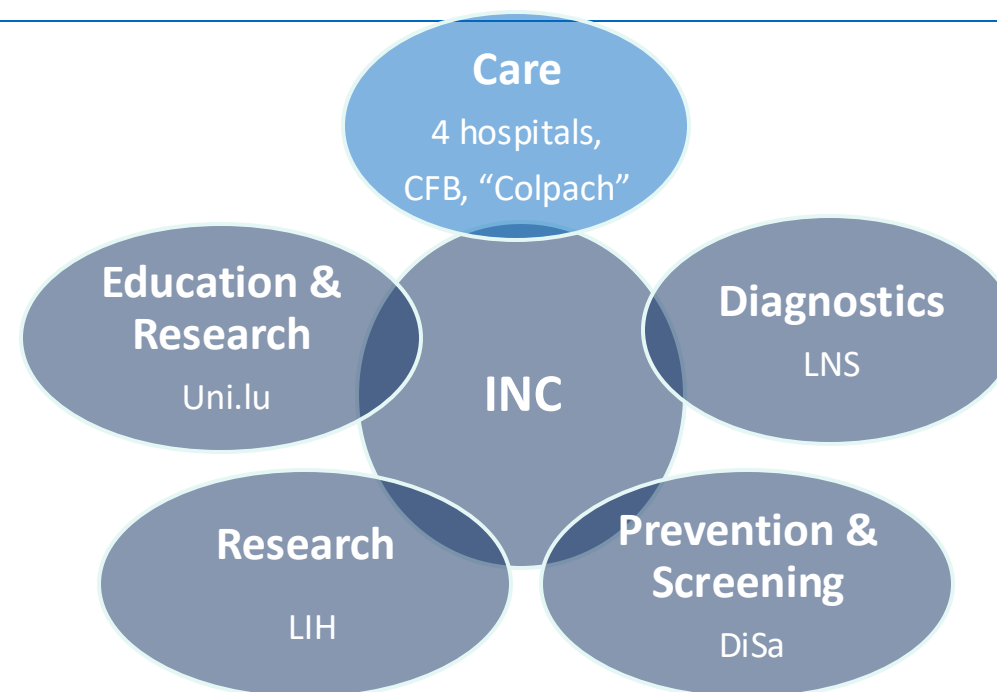 Care
4 hospitals,
CFB, “Colpach”
Education &
Research
Uni.lu
Diagnostics
LNS
INC
Research
LIH
Prevention &
Screening
DiSa